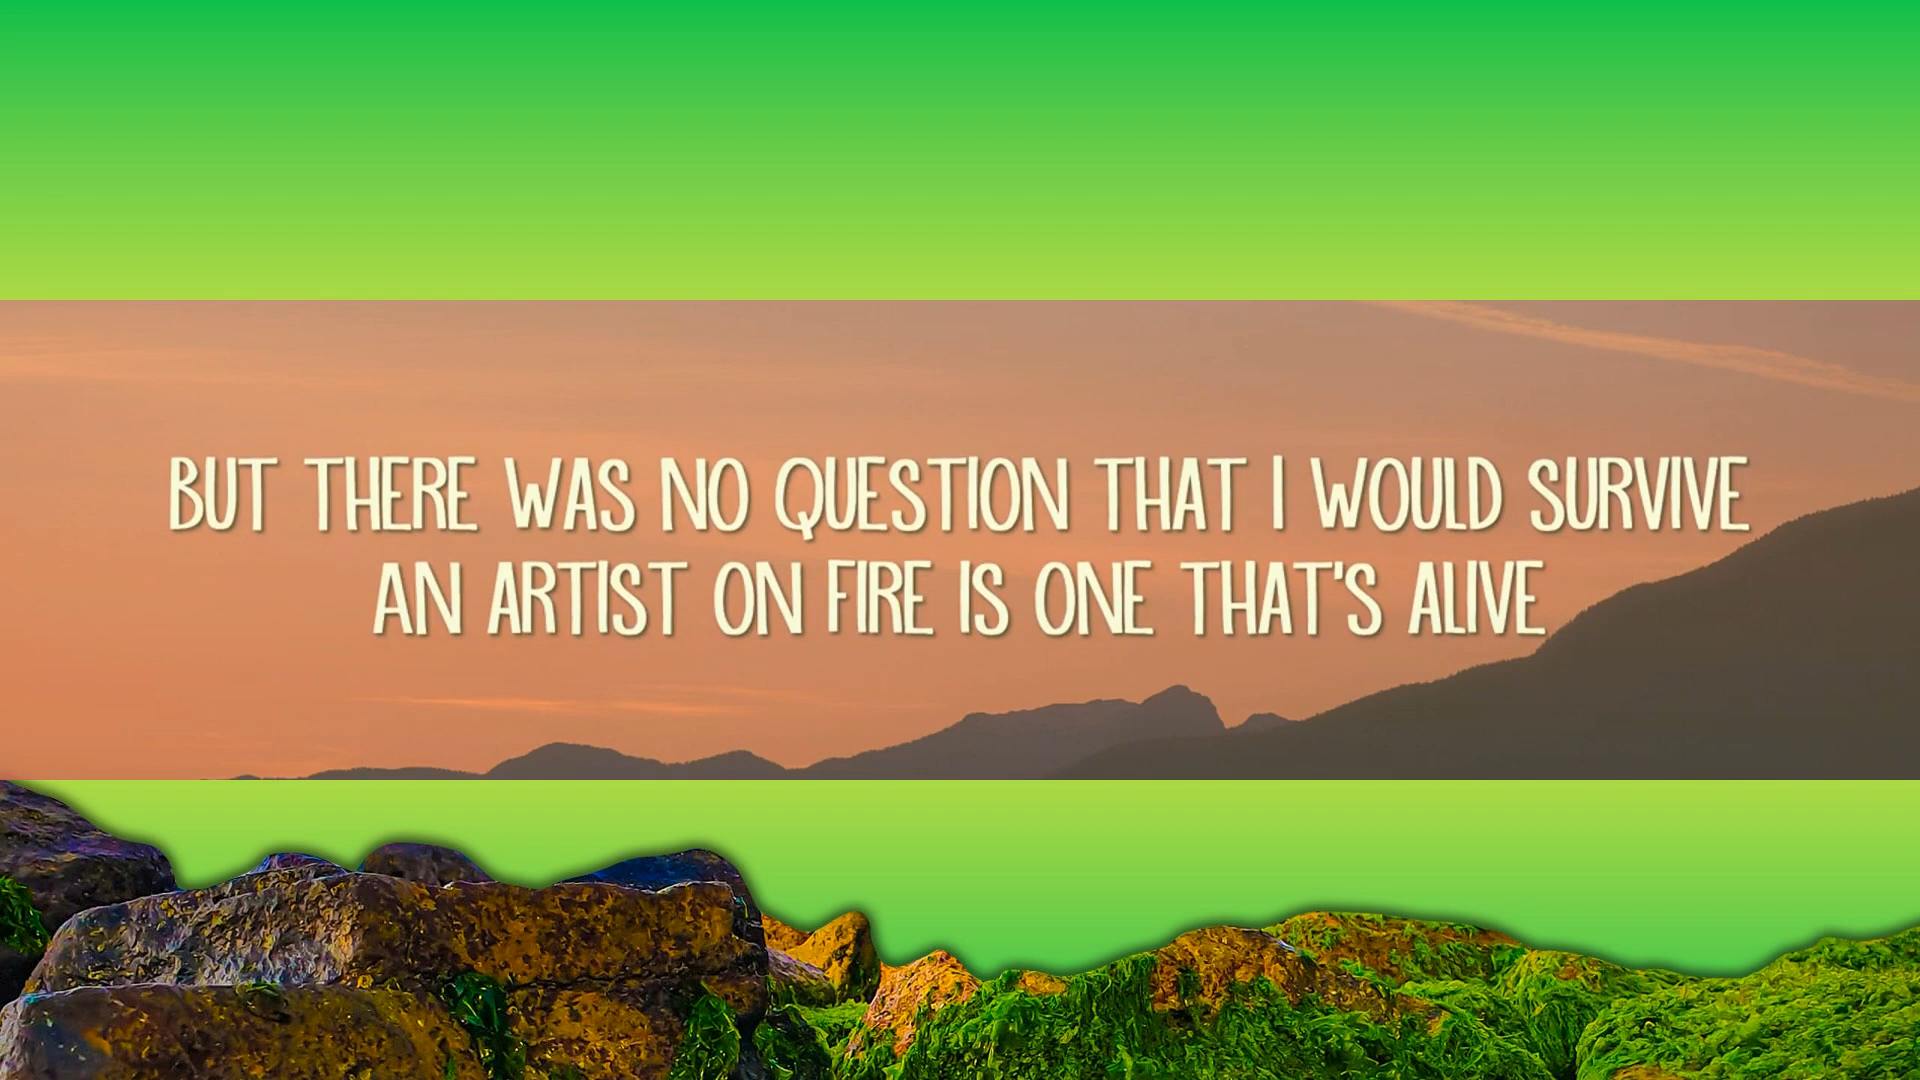 BUT THERE WAS NO QUESTION THAT I WOULD SURVIVE
AN ARTIST ON FIRE IS ONE THAT'S ALIVE